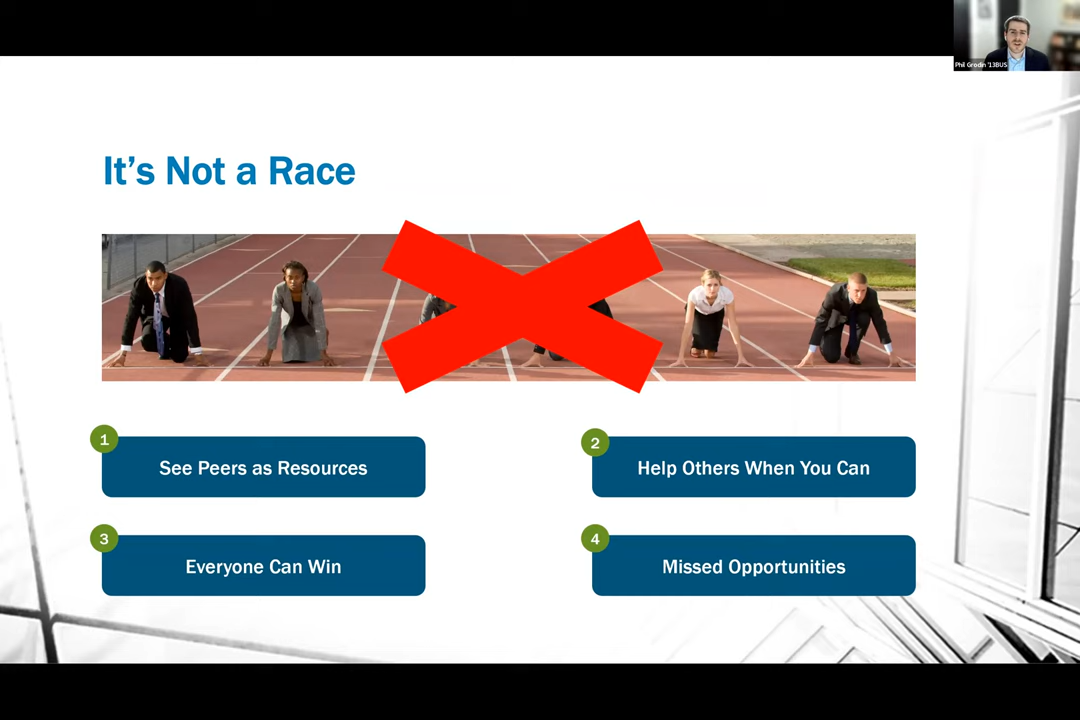 Phil Grodin '13BUS
It's Not a Race
1
See Peers as Resources
2
Help Others When You Can
3
Everyone Can Win
4
Missed Opportunities